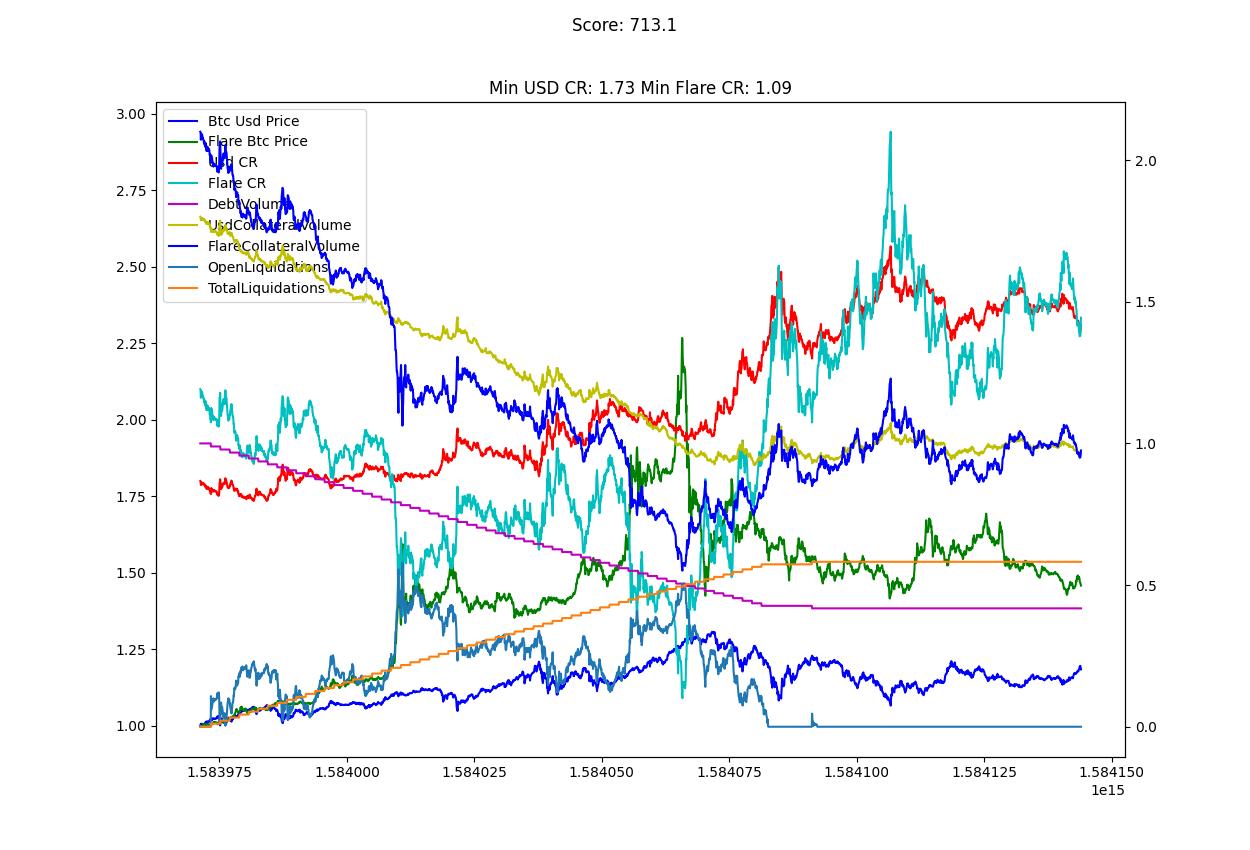 Score: 713.1
Min USD CR: 1.73 Min Flare CR: 1.09
Btc Usd Price
Flare Btc Price
Usd CR
Flare CR
DebtVolume
UsdCollateralVolume
FlareCollateralVolume
OpenLiquidations
TotalLiquidations
3.00
2.75
2.50
2.25
2.00
1.75
1.50
1.25
1.00
2.0
1.5
1.0
0.5
0.0
1.583975 1.584000 1.584025 1.584050 1.584075 1.584100 1.584125 1.584150
1e15